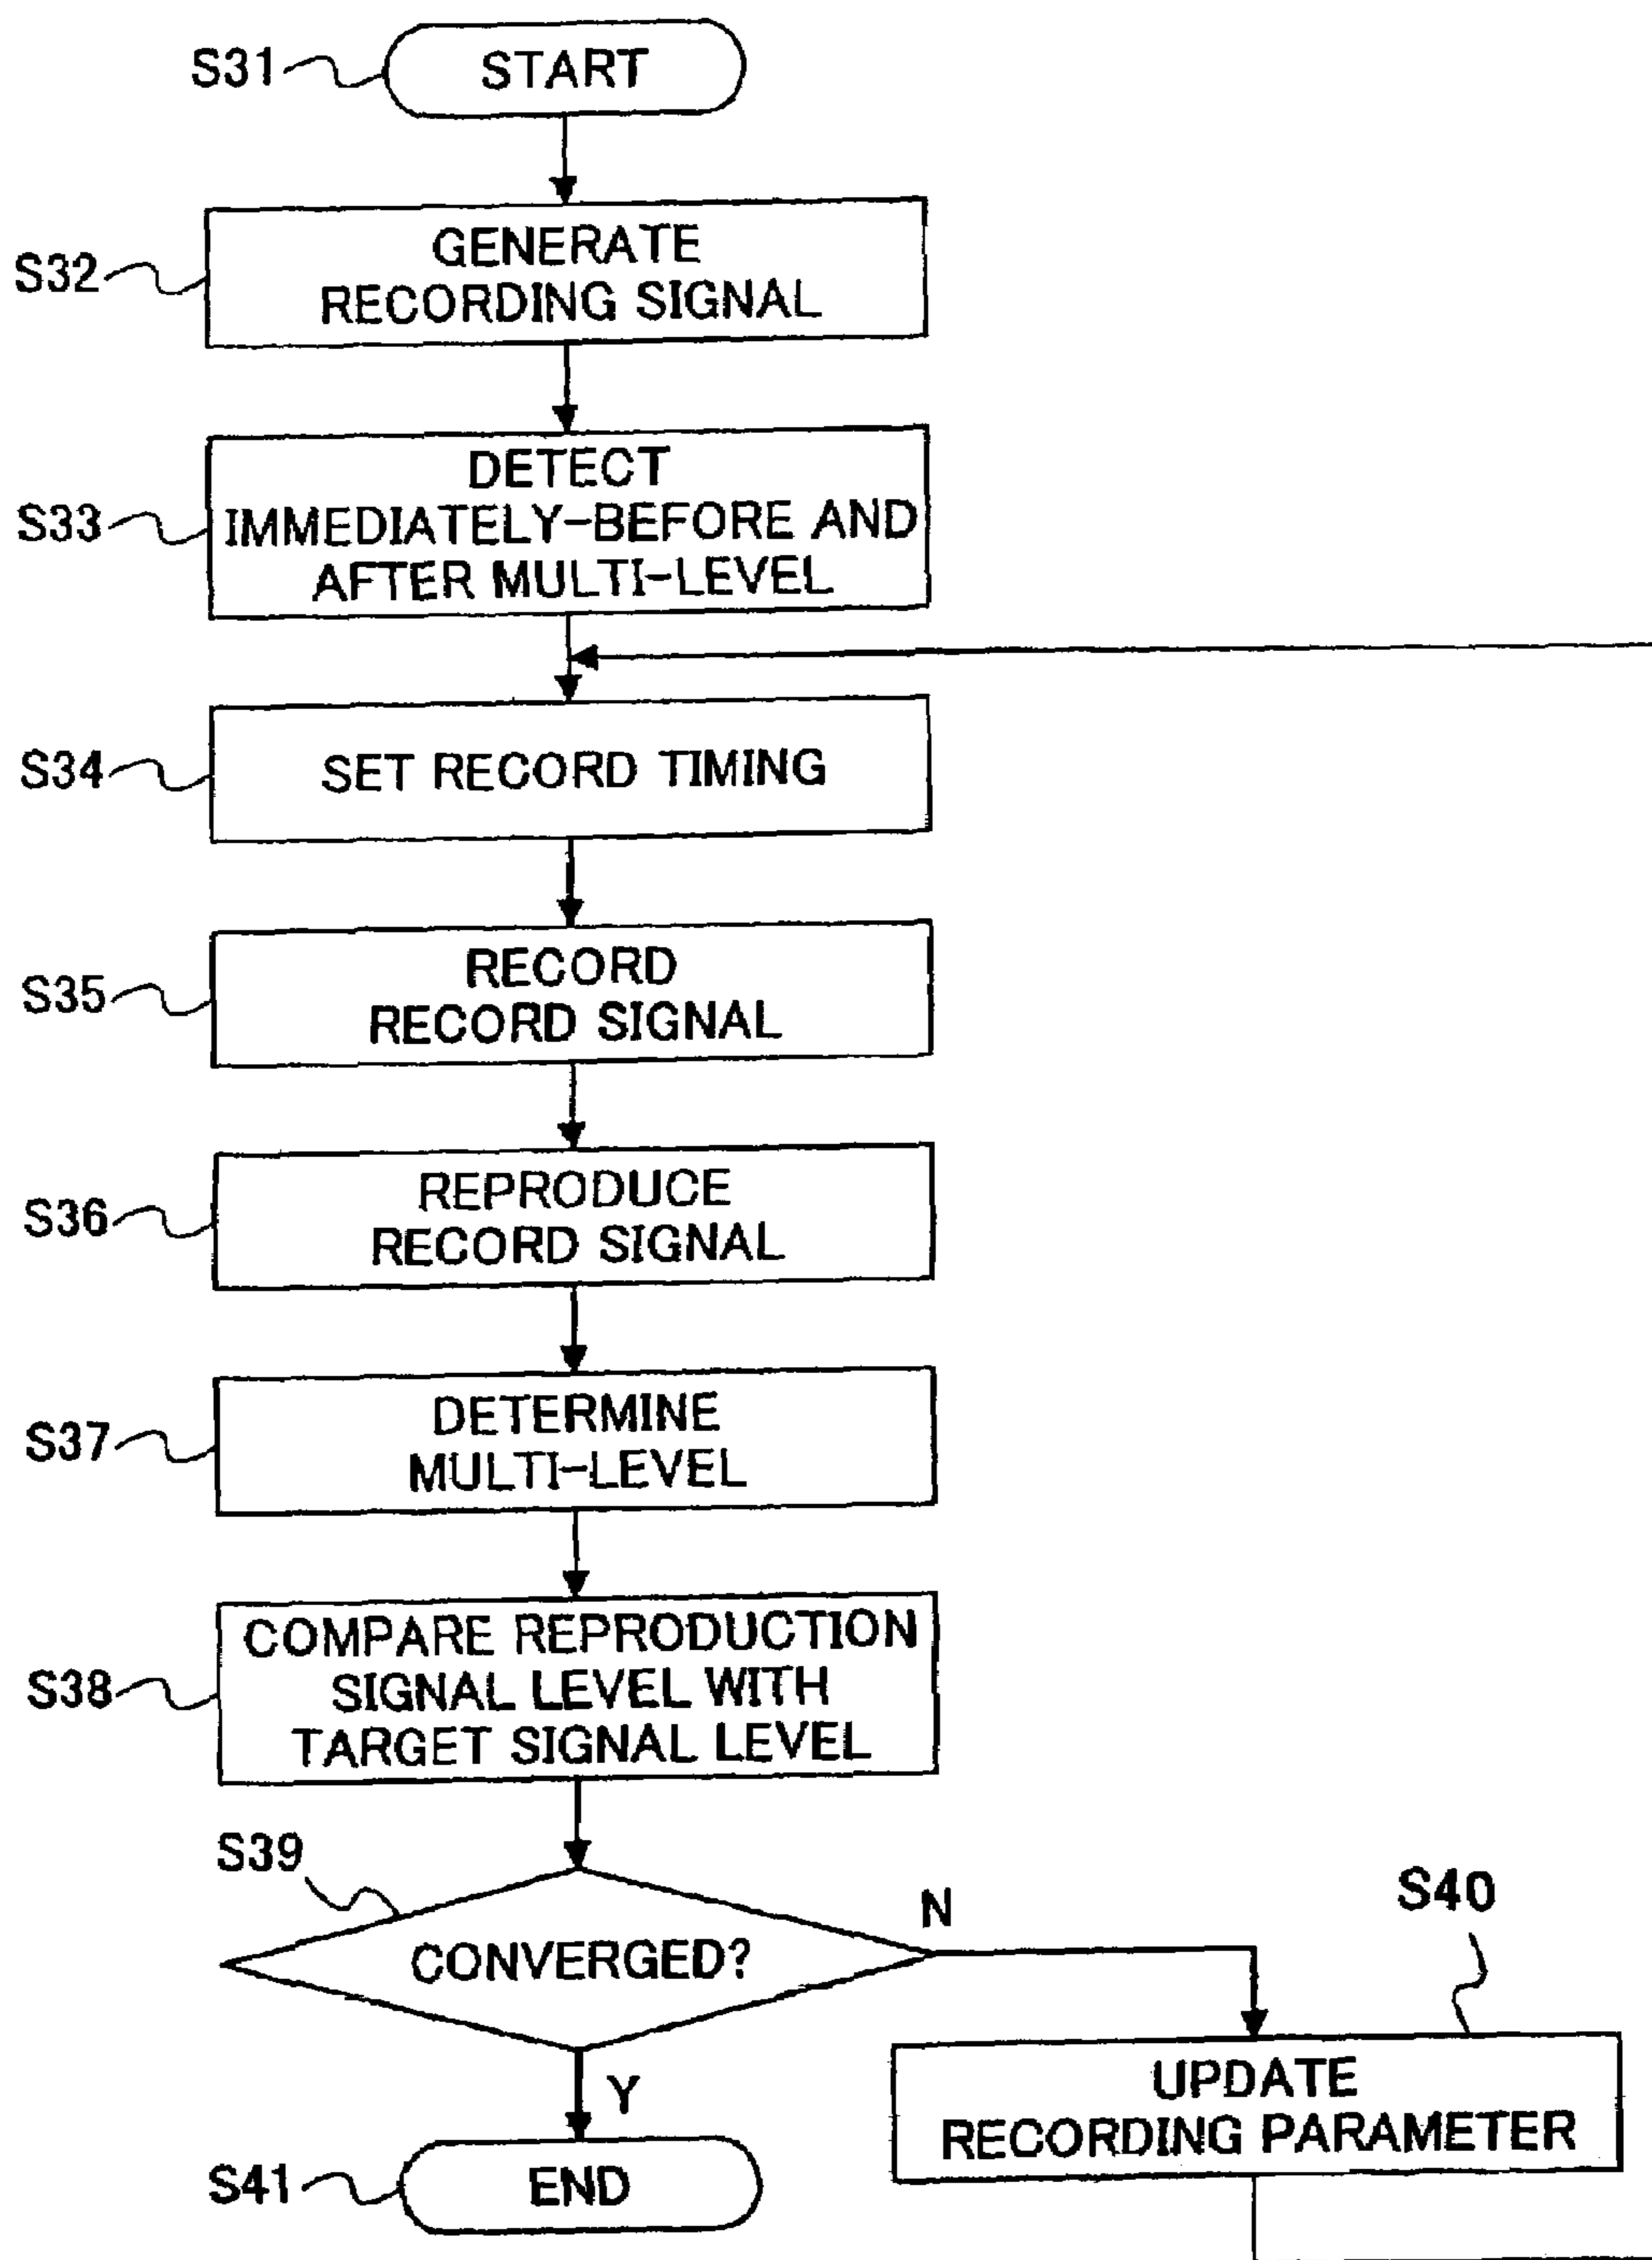 S31
START
S32
GENERATE
RECORDING SIGNAL
S33
DETECT
IMMEDIATELY-BEFORE AND
AFTER MULTI-LEVEL
S34
SET RECORD TIMING
S35
RECORD
RECORD SIGNAL
S36
REPRODUCE
RECORD SIGNAL
S37
DETERMINE
MULTI-LEVEL
S38
COMPARE REPRODUCTION
SIGNAL LEVEL WITH
TARGET SIGNAL LEVEL
S39
CONVERGED?
N
S40
UPDATE
RECORDING PARAMETER
Y
S41
END